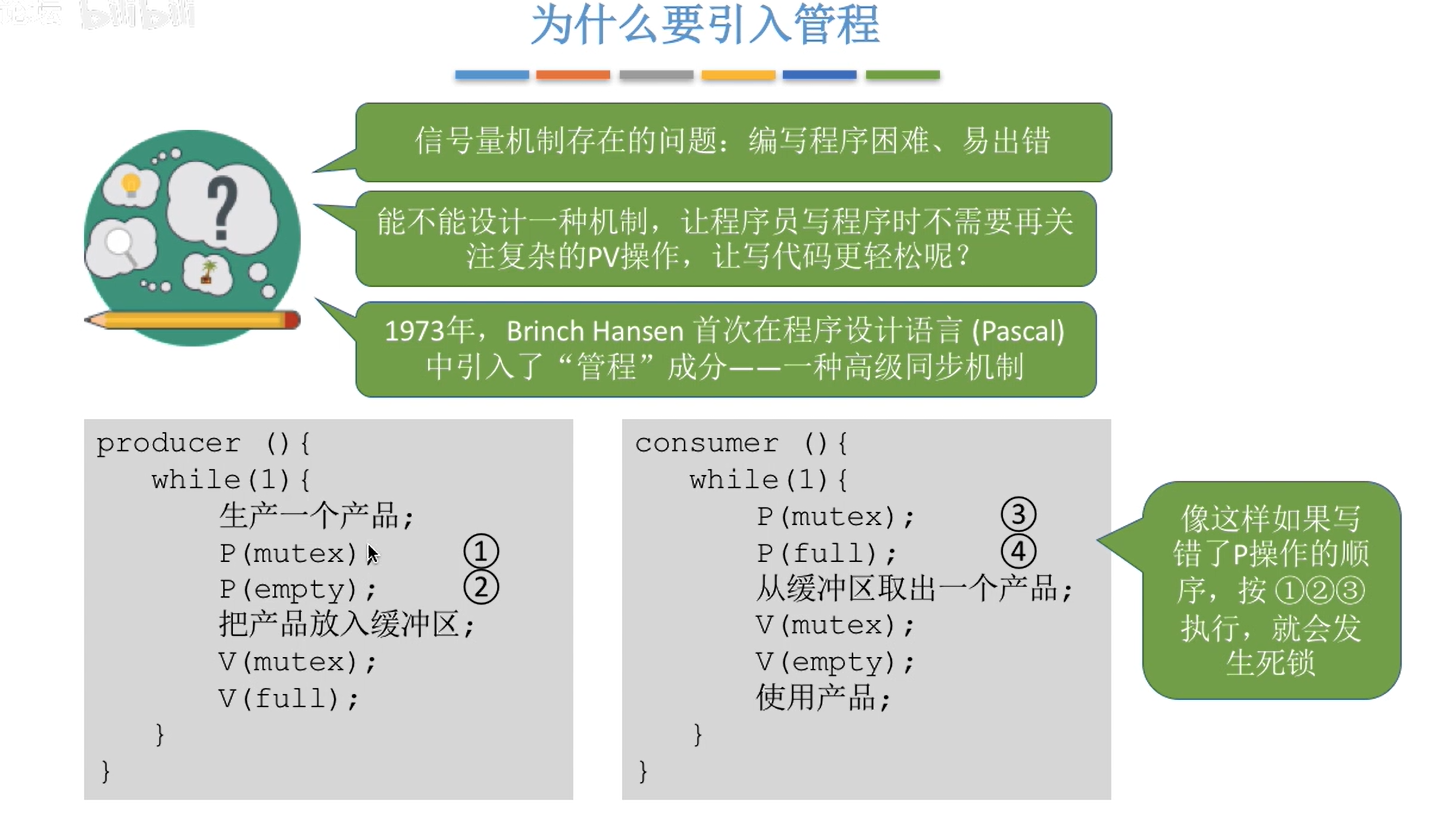 为什么要引入管程
信号量机制存在的问题：编写程序困难、易出错
能不能设计一种机制，让程序员写程序时不需要再关
注复杂的PV操作，让写代码更轻松呢？
1973年，Brinch Hansen 首次在程序设计语言 (Pascal)
中引入了“管程”成分——一种高级同步机制
producer (){
while(1){
生产一个产品;
P(mutex); ①
P(empty); ②
把产品放入缓冲区;
V(mutex);
V(full);
}
}
consumer (){
while(1){
P(mutex); ③
P(full); ④
从缓冲区取出一个产品;
V(mutex);
V(empty);
使用产品;
}
}
像这样如果写
错了P操作的顺
序，按 ①②③
执行，就会发
生死锁